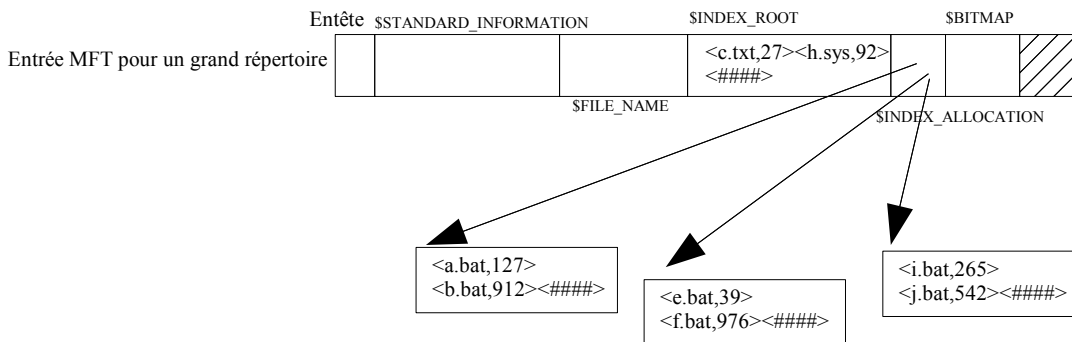 Entête
$STANDARD_INFORMATION
$INDEX_ROOT
$BITMAP
Entrée MFT pour un grand répertoire
<c.txt,27><h.sys,92>
<####>
$FILE_NAME
$INDEX_ALLOCATION
<a.bat,127>
<b.bat,912><####>
<e.bat,39>
<f.bat,976><####>
<i.bat,265>
<j.bat,542><####>